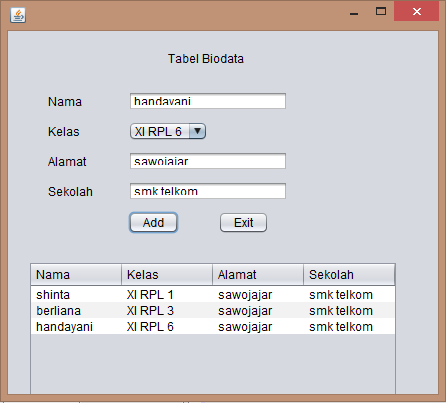 Tabel Biodata
Nama handayani
Kelas XI RPL 6
Alamat sawojajar
Sekolah smk telkom
Add Exit
Nama Kelas Alamat Sekolah
shinta XI RPL 1 sawojajar smk telkom
berliana XI RPL 3 sawojajar smk telkom
handayani XI RPL 6 sawojajar smk telkom